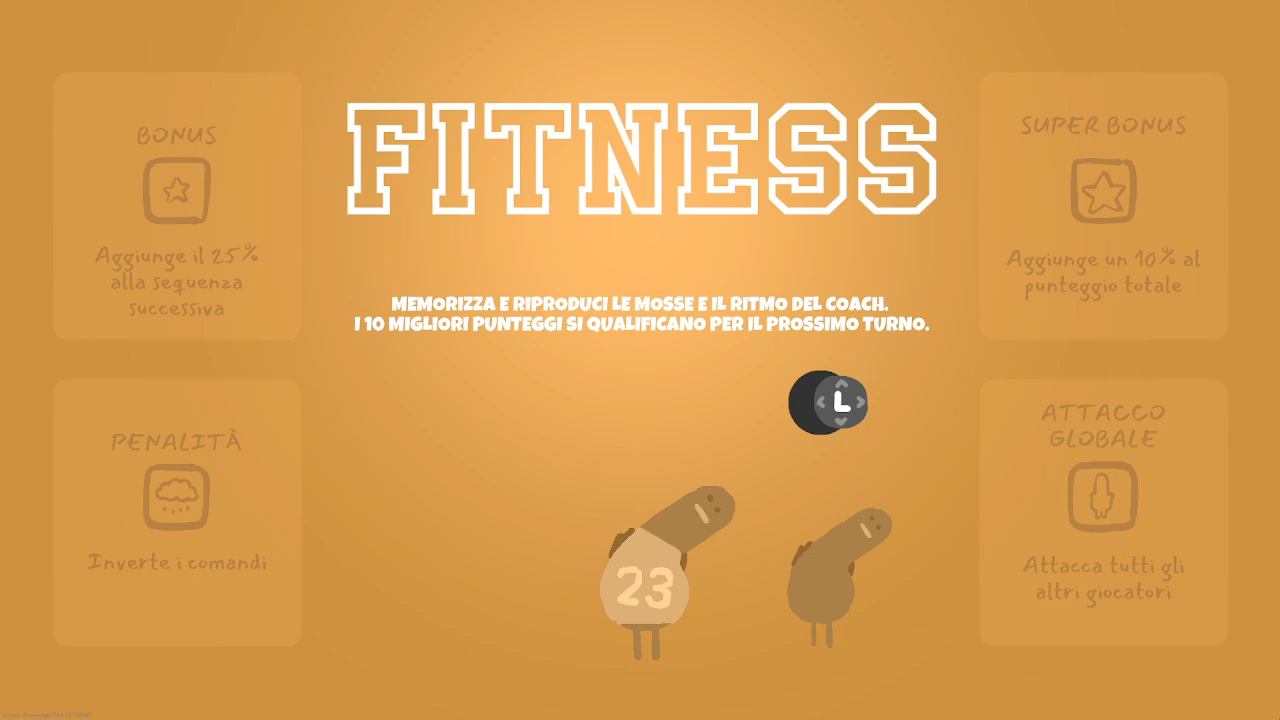 FITNESS
MEMORIZZA E RIPRODUCI LE MOSSE E IL RITMO DEL COACH.
I 10 MIGLIORI PUNTEGGI SI QUALIFICANO PER IL PROSSIMO TURNO.
BONUS
Aggiunge il 25%
alla sequenza
successiva
PENALITÀ
Inverte i comandi
SUPER BONUS
Aggiunge un 10% al
punteggio totale
ATTACCO
GLOBALE
Attacca tutti gli
altri giocatori
L
23